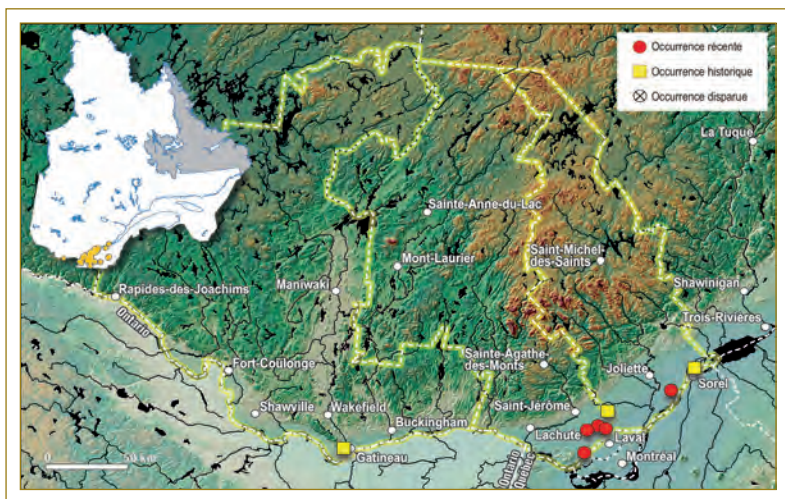 Occurrence récente
Occurrence historique
Occurrence disparue
La Tuque
Sainte-Anne-du-Lac
Mont-Laurier
Saint-Michel-
des-Saints
Maniwaki
Rapides-des-Joachims
Shawinigan
Trois-Rivières
Ontario
Fort-Coulonge
Sainte-Agathe-
des-Monts
Joliette
Sorel
Shawville
Wakefield
Buckingham
Saint-Jérôme
Lachute
Laval
Gatineau
Montréal
Ontario
Québec
0 50 km